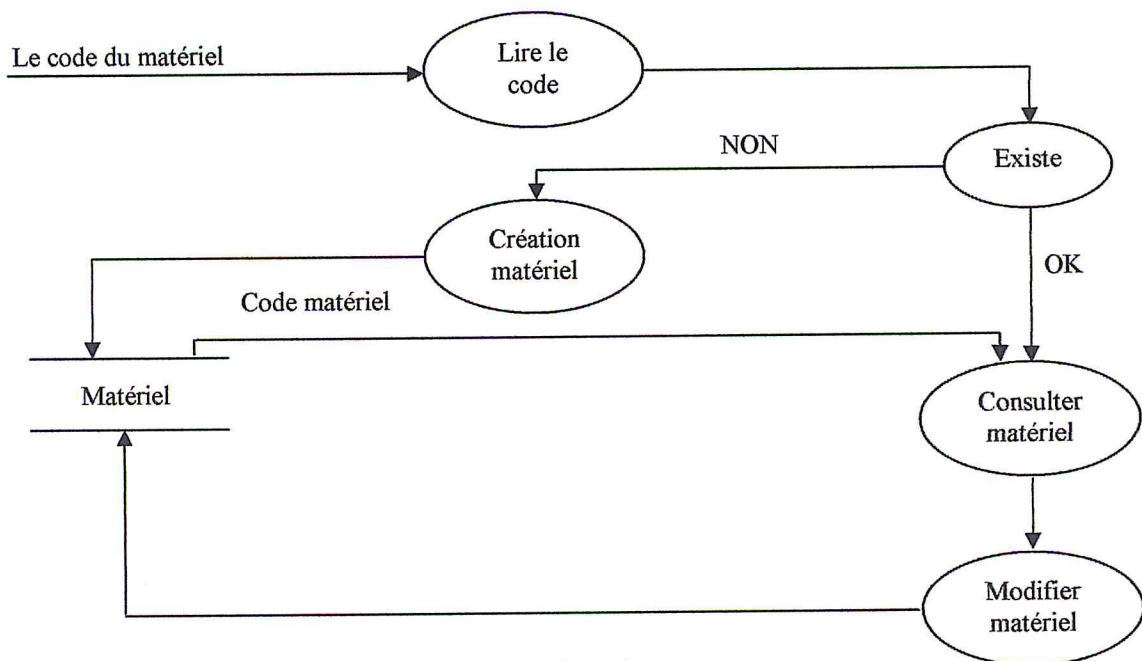 Le code du matériel
Lire le
code
NON
Existe
Création
matériel
OK
Code matériel
Matériel
Consulter
matériel
Modifier
matériel